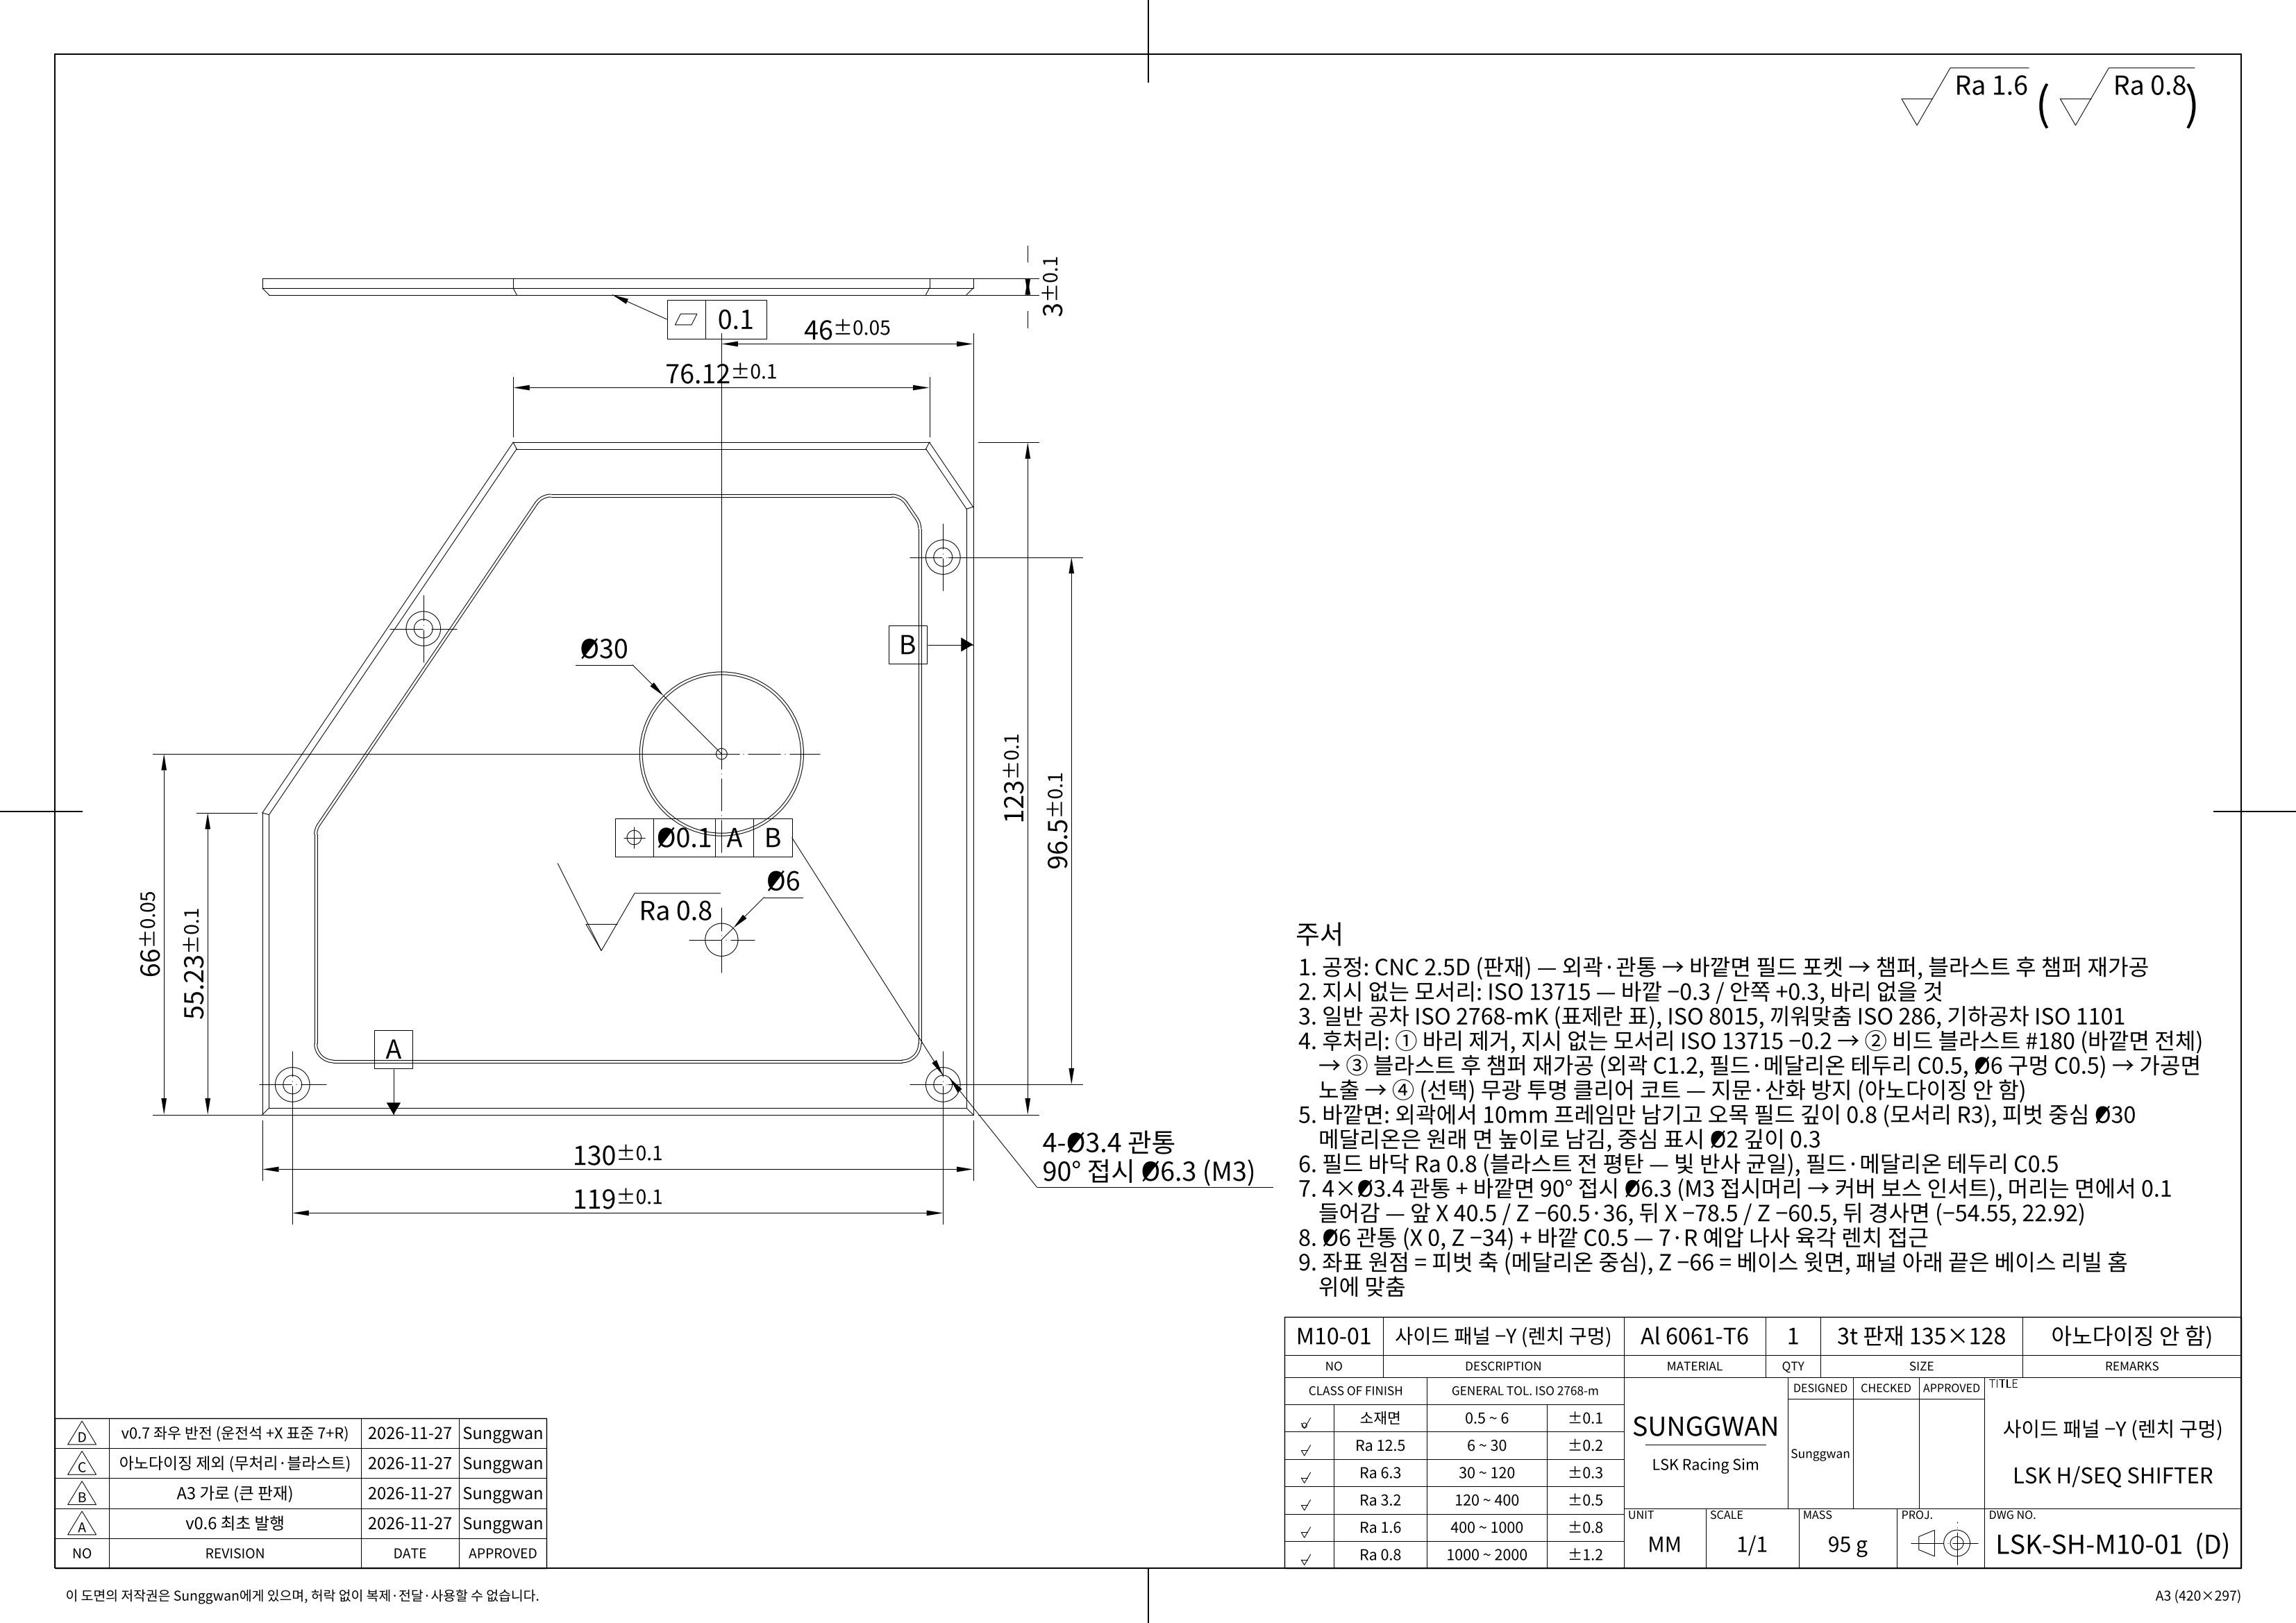 Ra 1.6 ( Ra 0.8 )
3±0.1
0.1
46±0.05
76.12±0.1
B
Ø30
123±0.1
96.5±0.1
Ø0.1 A B
Ø6
Ra 0.8
66±0.05
55.23±0.1
A
4-Ø3.4 관통
90° 접시 Ø6.3 (M3)
130±0.1
119±0.1
주서
1. 공정: CNC 2.5D (판재) — 외곽·관통 → 바깥면 필드 포켓 → 챔퍼, 블라스트 후 챔퍼 재가공
2. 지시 없는 모서리: ISO 13715 — 바깥 −0.3 / 안쪽 +0.3, 바리 없을 것
3. 일반 공차 ISO 2768-mK (표제란 표), ISO 8015, 끼워맞춤 ISO 286, 기하공차 ISO 1101
4. 후처리: ① 바리 제거, 지시 없는 모서리 ISO 13715 −0.2 → ② 비드 블라스트 #180 (바깥면 전체)
→ ③ 블라스트 후 챔퍼 재가공 (외곽 C1.2, 필드·메달리온 테두리 C0.5, Ø6 구멍 C0.5) → 가공면
노출 → ④ (선택) 무광 투명 클리어 코트 — 지문·산화 방지 (아노다이징 안 함)
5. 바깥면: 외곽에서 10mm 프레임만 남기고 오목 필드 깊이 0.8 (모서리 R3), 피벗 중심 Ø30
메달리온은 원래 면 높이로 남김, 중심 표시 Ø2 깊이 0.3
6. 필드 바닥 Ra 0.8 (블라스트 전 평탄 — 빛 반사 균일), 필드·메달리온 테두리 C0.5
7. 4×Ø3.4 관통 + 바깥면 90° 접시 Ø6.3 (M3 접시머리 → 커버 보스 인서트), 머리는 면에서 0.1
들어감 — 앞 X 40.5 / Z −60.5·36, 뒤 X −78.5 / Z −60.5, 뒤 경사면 (−54.55, 22.92)
8. Ø6 관통 (X 0, Z −34) + 바깥 C0.5 — 7·R 예압 나사 육각 렌치 접근
9. 좌표 원점 = 피벗 축 (메달리온 중심), Z −66 = 베이스 윗면, 패널 아래 끝은 베이스 리빌 홈
위에 맞춤
M10-01 사이드 패널 −Y (렌치 구멍) Al 6061-T6 1 3t 판재 135×128 아노다이징 안 함)
NO DESCRIPTION MATERIAL QTY SIZE REMARKS
CLASS OF FINISH GENERAL TOL. ISO 2768-m DESIGNED CHECKED APPROVED TITLE
소재면 0.5 ~ 6 ±0.1
Ra 12.5 6 ~ 30 ±0.2
Ra 6.3 30 ~ 120 ±0.3
Ra 3.2 120 ~ 400 ±0.5
Ra 1.6 400 ~ 1000 ±0.8
Ra 0.8 1000 ~ 2000 ±1.2
SUNGGWAN
LSK Racing Sim
Sunggwan
사이드 패널 −Y (렌치 구멍)
LSK H/SEQ SHIFTER
UNIT SCALE MASS PROJ. DWG NO.
MM 1/1 95 g LSK-SH-M10-01 (D)
D v0.7 좌우 반전 (운전석 +X 표준 7+R) 2026-11-27 Sunggwan
C 아노다이징 제외 (무처리·블라스트) 2026-11-27 Sunggwan
B A3 가로 (큰 판재) 2026-11-27 Sunggwan
A v0.6 최초 발행 2026-11-27 Sunggwan
NO REVISION DATE APPROVED
이 도면의 저작권은 Sunggwan에게 있으며, 허락 없이 복제·전달·사용할 수 없습니다.
A3 (420×297)